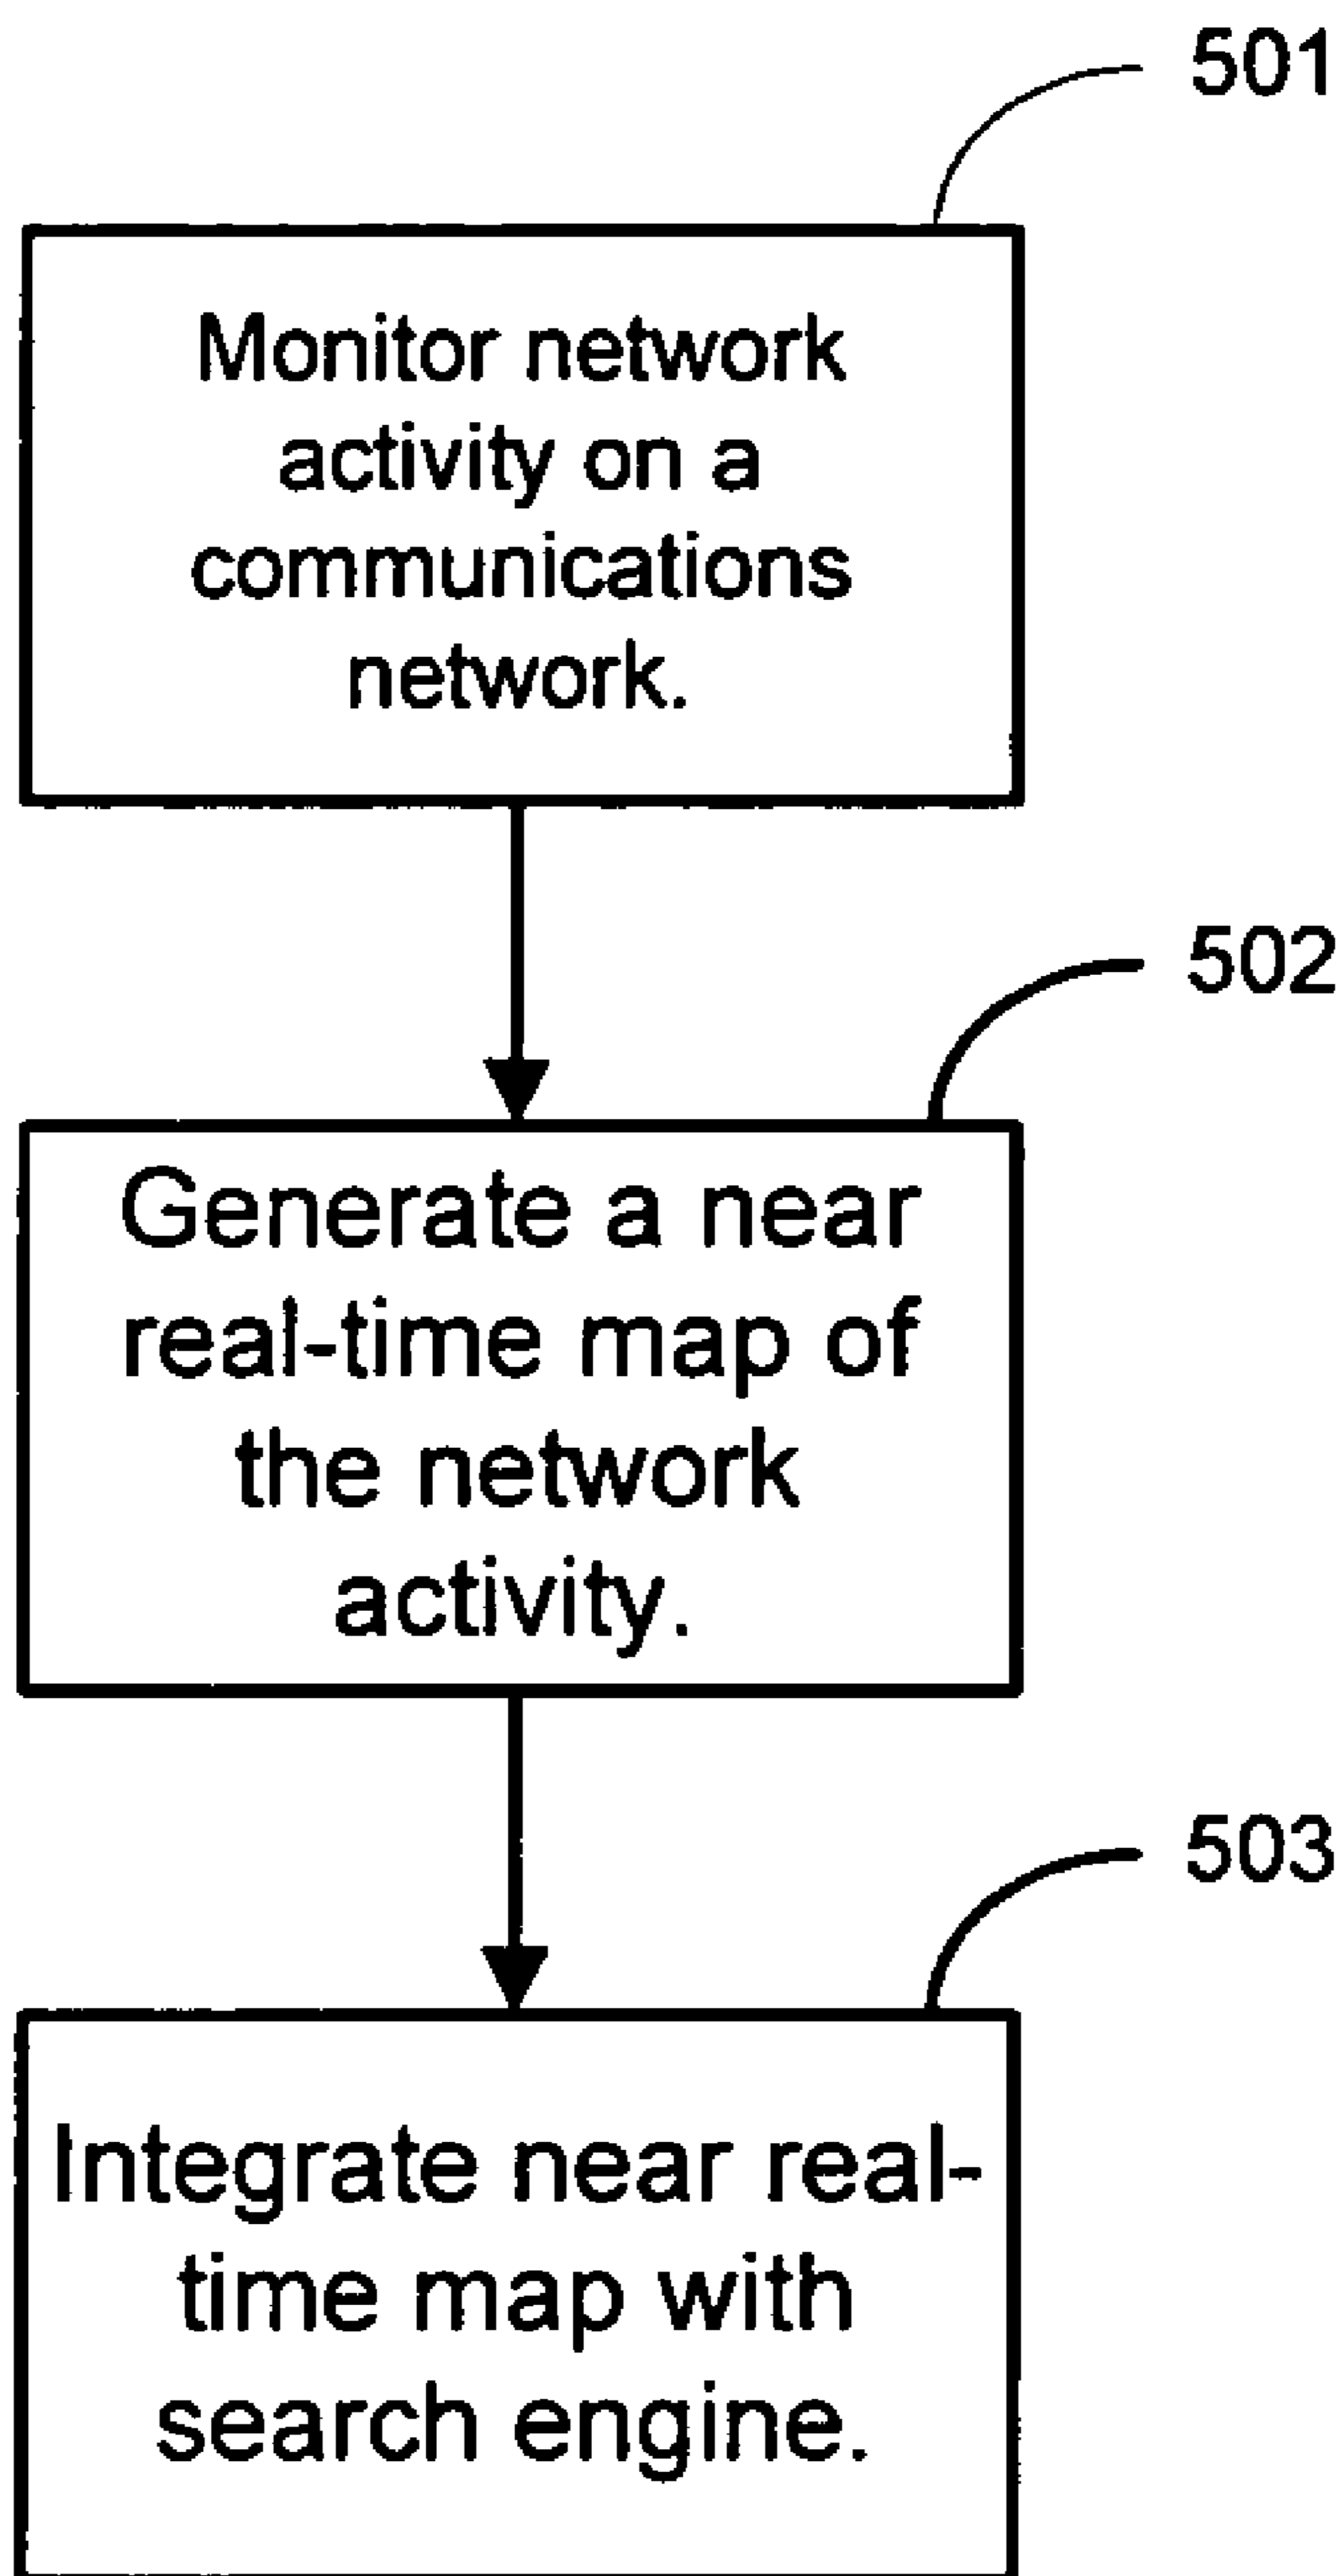 501
Monitor network
activity on a
communications
network.
502
Generate a near
real-time map of
the network
activity.
503
Integrate near real-
time map with
search engine.